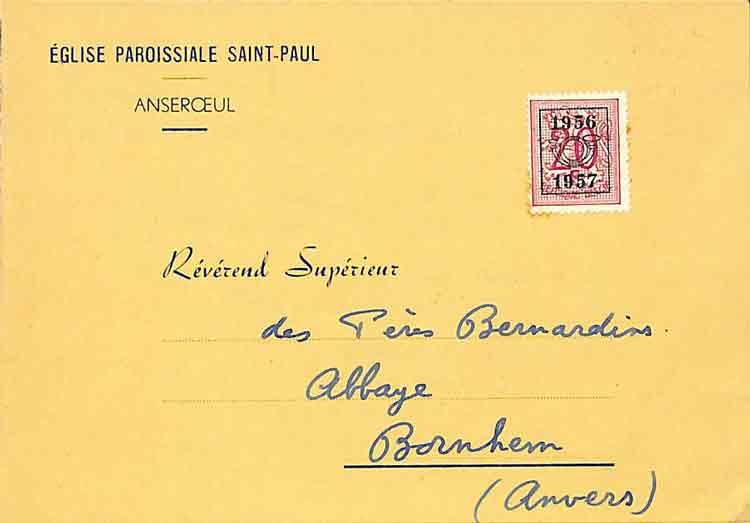 ÉGLISE PAROISSIALE SAINT-PAUL
ANSERŒUL
1956
20
1957
Révérend Supérieur
des Pères Bernardins.
Abbaye
Bornhem
(Anvers)